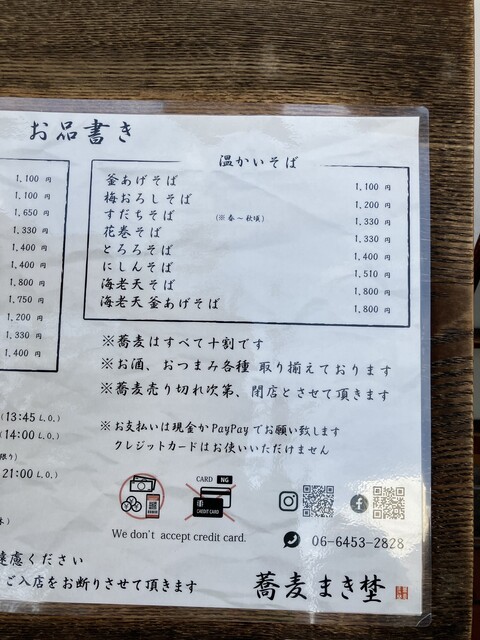 お品書き
1,100 円
1,100 円
1,650 円
1,330 円
1,400 円
1,400 円
1,800 円
1,750 円
1,200 円
1,330 円
1,400 円
温かいそば
釜あげそば 1,100 円
梅おろしそば 1,200 円
すだちそば (※春～秋頃) 1,330 円
花巻そば 1,330 円
とろろそば 1,400 円
にしんそば 1,510 円
海老天そば 1,800 円
海老天釜あげそば 1,800 円
※蕎麦はすべて十割です
※お酒、おつまみ各種 取り揃えております
※蕎麦売り切れ次第、閉店とさせて頂きます
※お支払いは現金か PayPay でお願い致します
クレジットカードはお使いいただけません
(13:45 L.O.)
(14:00 L.O.)
限り)
21:00 L.O.)
CARD NG
CREDIT CARD
We don't accept credit card.
06-6453-2828
遠慮ください
ご入店をお断りさせて頂きます
蕎麦まき埜